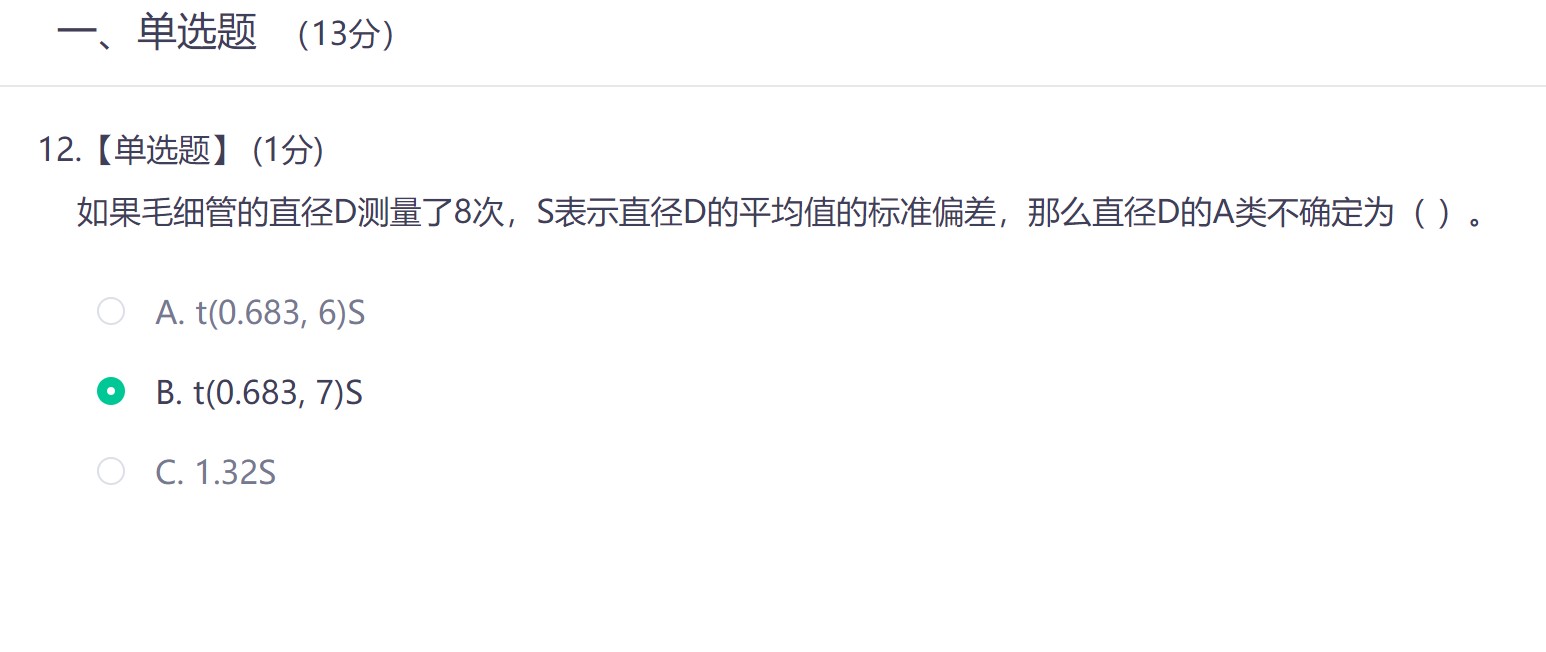 一、单选题 （13分）
12.【单选题】 (1分)
如果毛细管的直径D测量了8次，S表示直径D的平均值的标准偏差，那么直径D的A类不确定为（ ）。
A. t(0.683, 6)S
B. t(0.683, 7)S
C. 1.32S